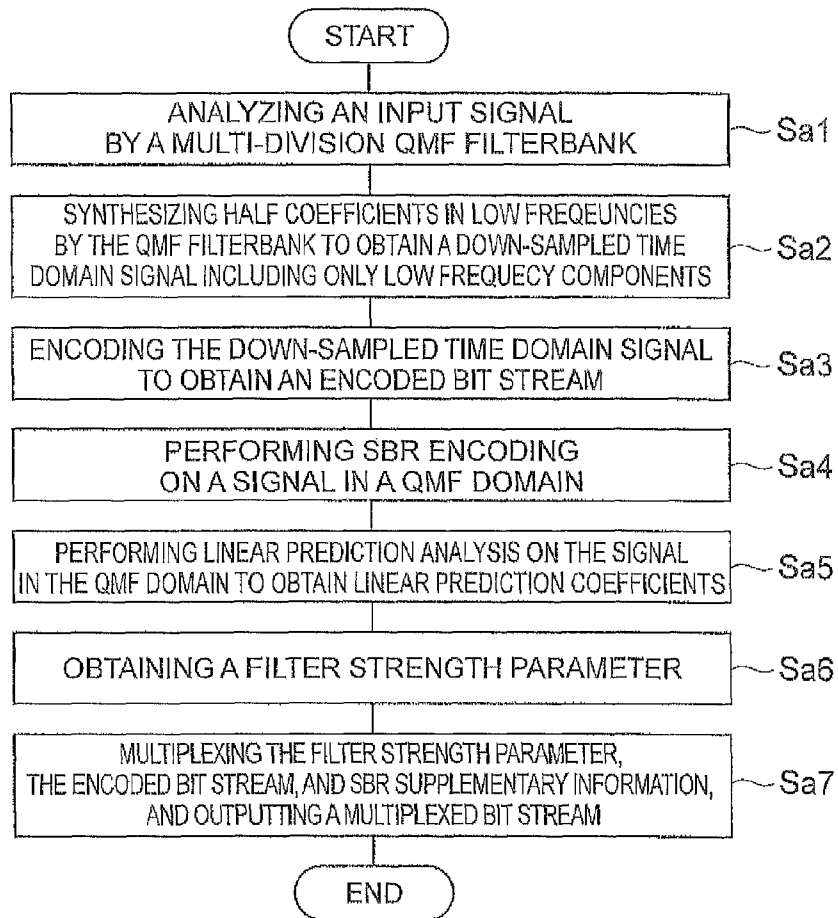 START
ANALYZING AN INPUT SIGNAL
BY A MULTI-DIVISION QMF FILTERBANK
Sa1
SYNTHESIZING HALF COEFFICIENTS IN LOW FREQEUNCIES
BY THE QMF FILTERBANK TO OBTAIN A DOWN-SAMPLED TIME
DOMAIN SIGNAL INCLUDING ONLY LOW FREQUECY COMPONENTS
Sa2
ENCODING THE DOWN-SAMPLED TIME DOMAIN SIGNAL
TO OBTAIN AN ENCODED BIT STREAM
Sa3
PERFORMING SBR ENCODING
ON A SIGNAL IN A QMF DOMAIN
Sa4
PERFORMING LINEAR PREDICTION ANALYSIS ON THE SIGNAL
IN THE QMF DOMAIN TO OBTAIN LINEAR PREDICTION COEFFICIENTS
Sa5
OBTAINING A FILTER STRENGTH PARAMETER
Sa6
MULTIPLEXING THE FILTER STRENGTH PARAMETER,
THE ENCODED BIT STREAM, AND SBR SUPPLEMENTARY INFORMATION,
AND OUTPUTTING A MULTIPLEXED BIT STREAM
Sa7
END